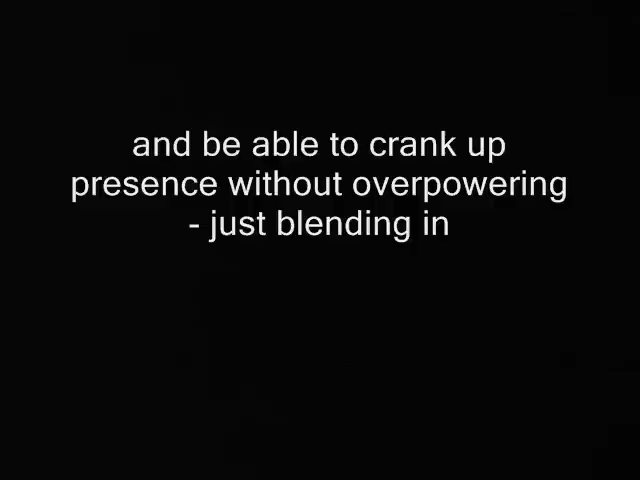 and be able to crank up
presence without overpowering
- just blending in